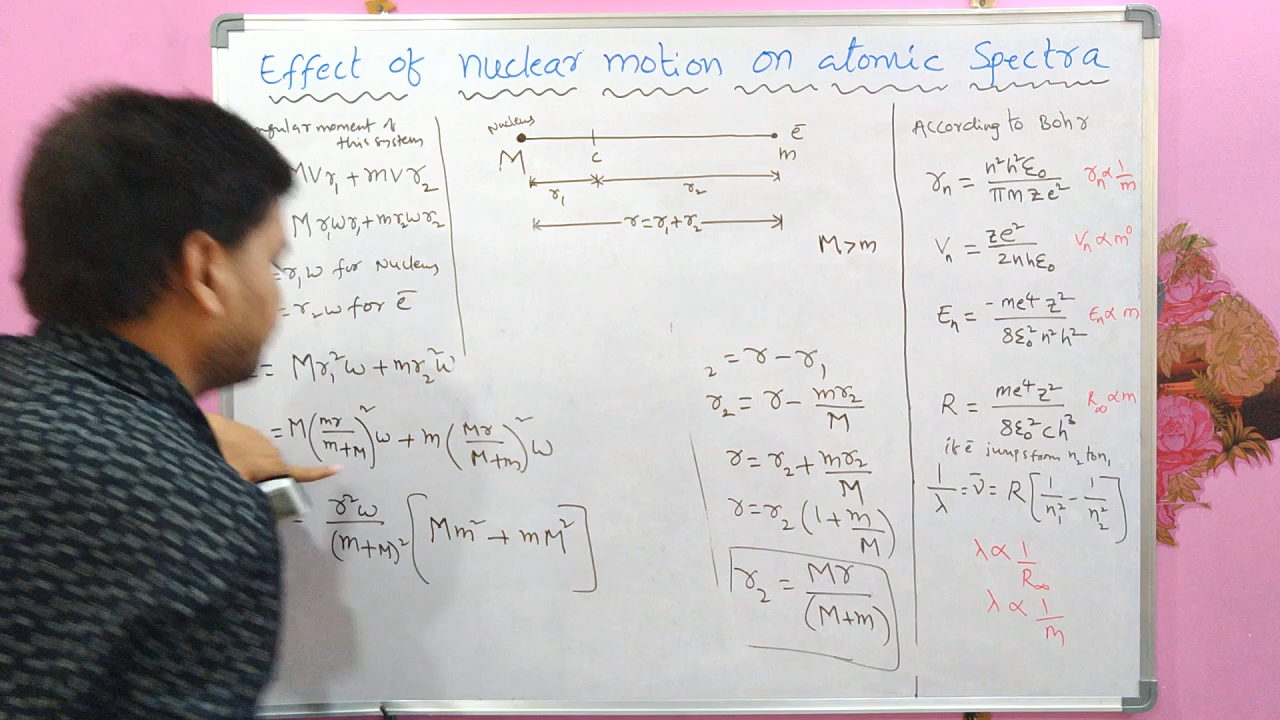 Effect of nuclear motion on atomic Spectra
ngular moment of
this system
MVr₁ + mVr₂
Mr₁ωr₁ + mr₂ωr₂
= r₁ω for Nucleus
= r₂ω for ē
= Mr₁²ω + mr₂²ω
= M(mr/m+M)²ω + m(Mr/M+m)²ω
r²ω/(m+M)² [Mm² + mM²]
Nucleus
ē
M
C
m
r₁
r₂
r = r₁ + r₂
M > m
₂ = r - r₁
r₂ = r - mr₂/M
r = r₂ + mr₂/M
r = r₂(1 + m/M)
r₂ = Mr/(M+m)
According to Bohr
rₙ = n²h²ε₀/πmze² rₙ ∝ 1/m
Vₙ = ze²/2nhε₀ Vₙ ∝ m⁰
Eₙ = -me⁴z²/8ε₀²n²h² Eₙ ∝ m
R = me⁴z²/8ε₀²ch³ R∞ ∝ m
if ē jumps form n₂ to n₁
1/λ = ν̄ = R[1/n₁² - 1/n₂²]
λ ∝ 1/R∞
λ ∝ 1/m